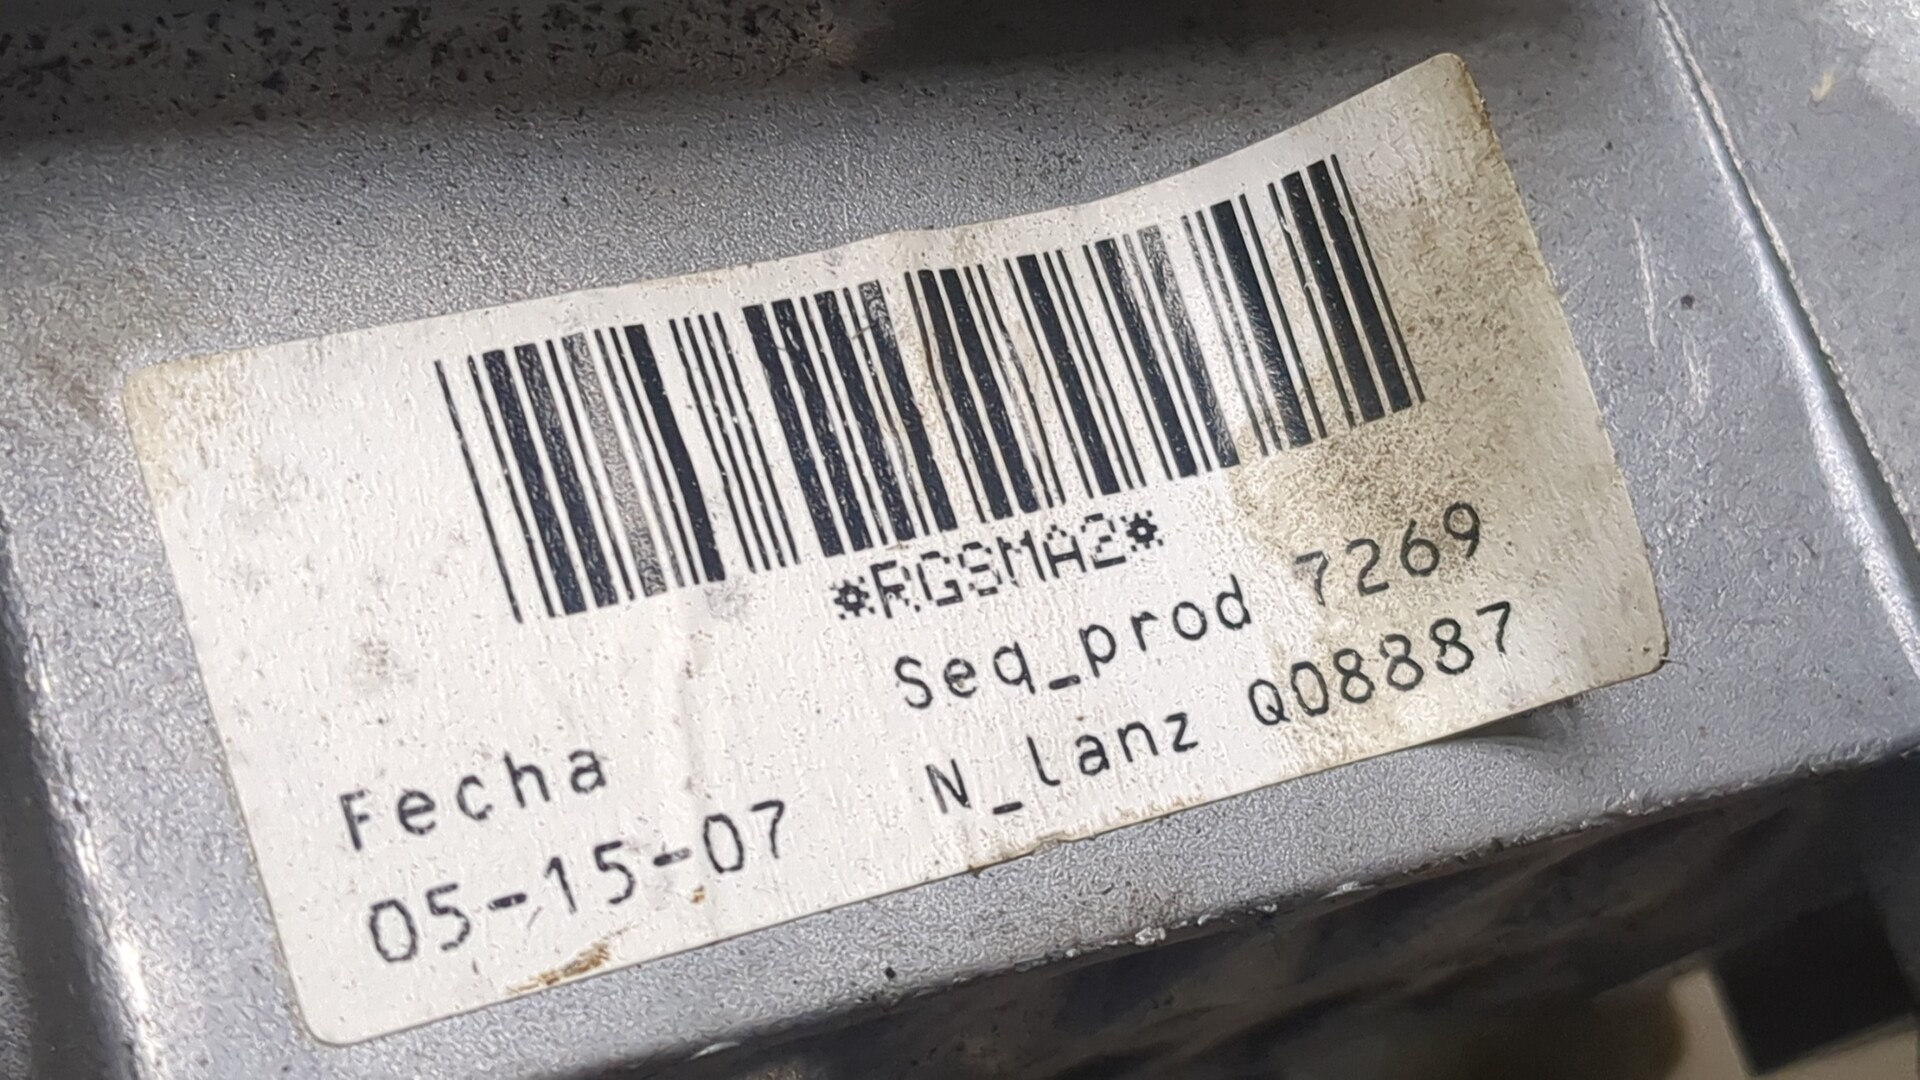 *RGSMA2*
Seq_prod 7269
N_lanz Q08887
Fecha
05-15-07